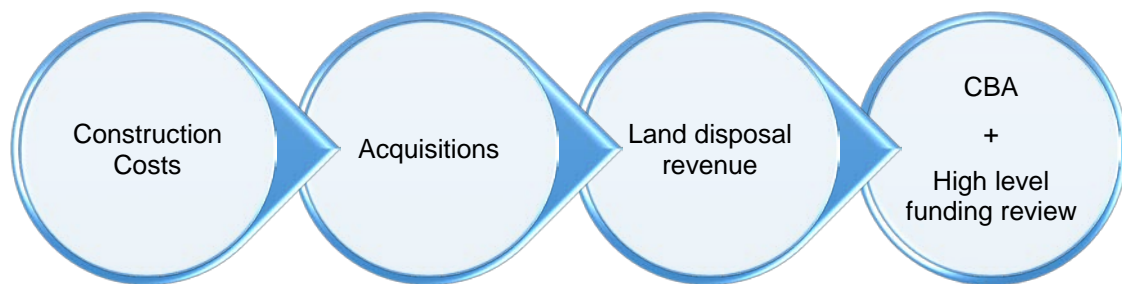 Construction
Costs
Acquisitions
Land disposal
revenue
CBA
+
High level
funding review